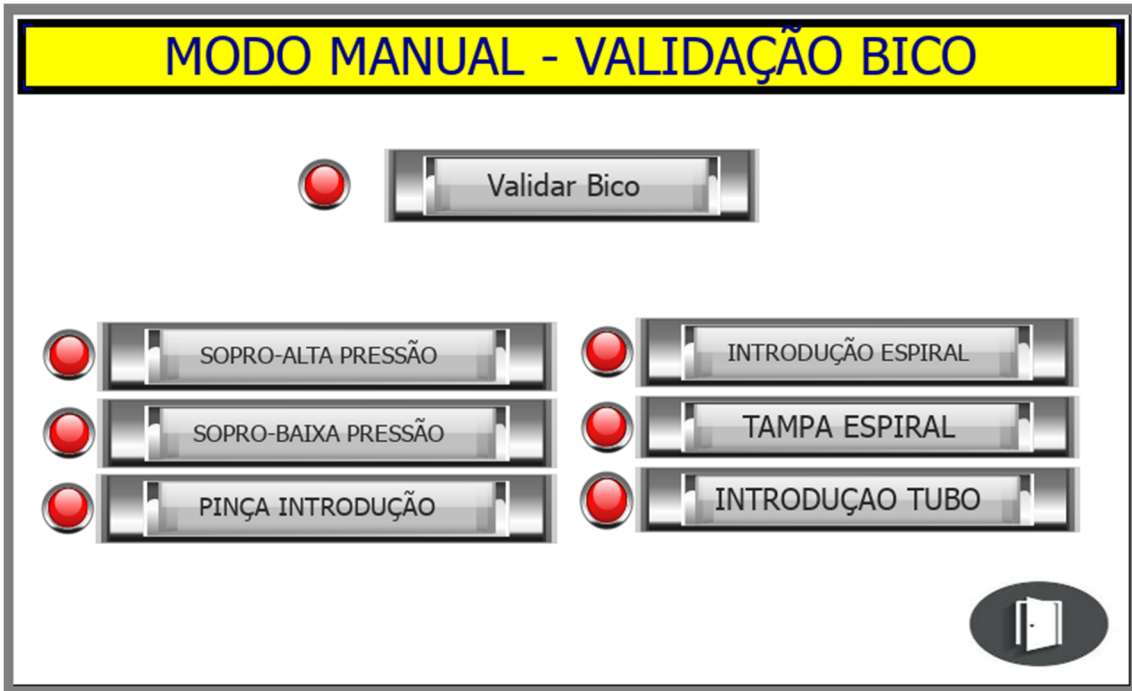 MODO MANUAL - VALIDAÇÃO BICO
Validar Bico
SOPRO-ALTA PRESSÃO
SOPRO-BAIXA PRESSÃO
PINÇA INTRODUÇÃO
INTRODUÇÃO ESPIRAL
TAMPA ESPIRAL
INTRODUÇAO TUBO